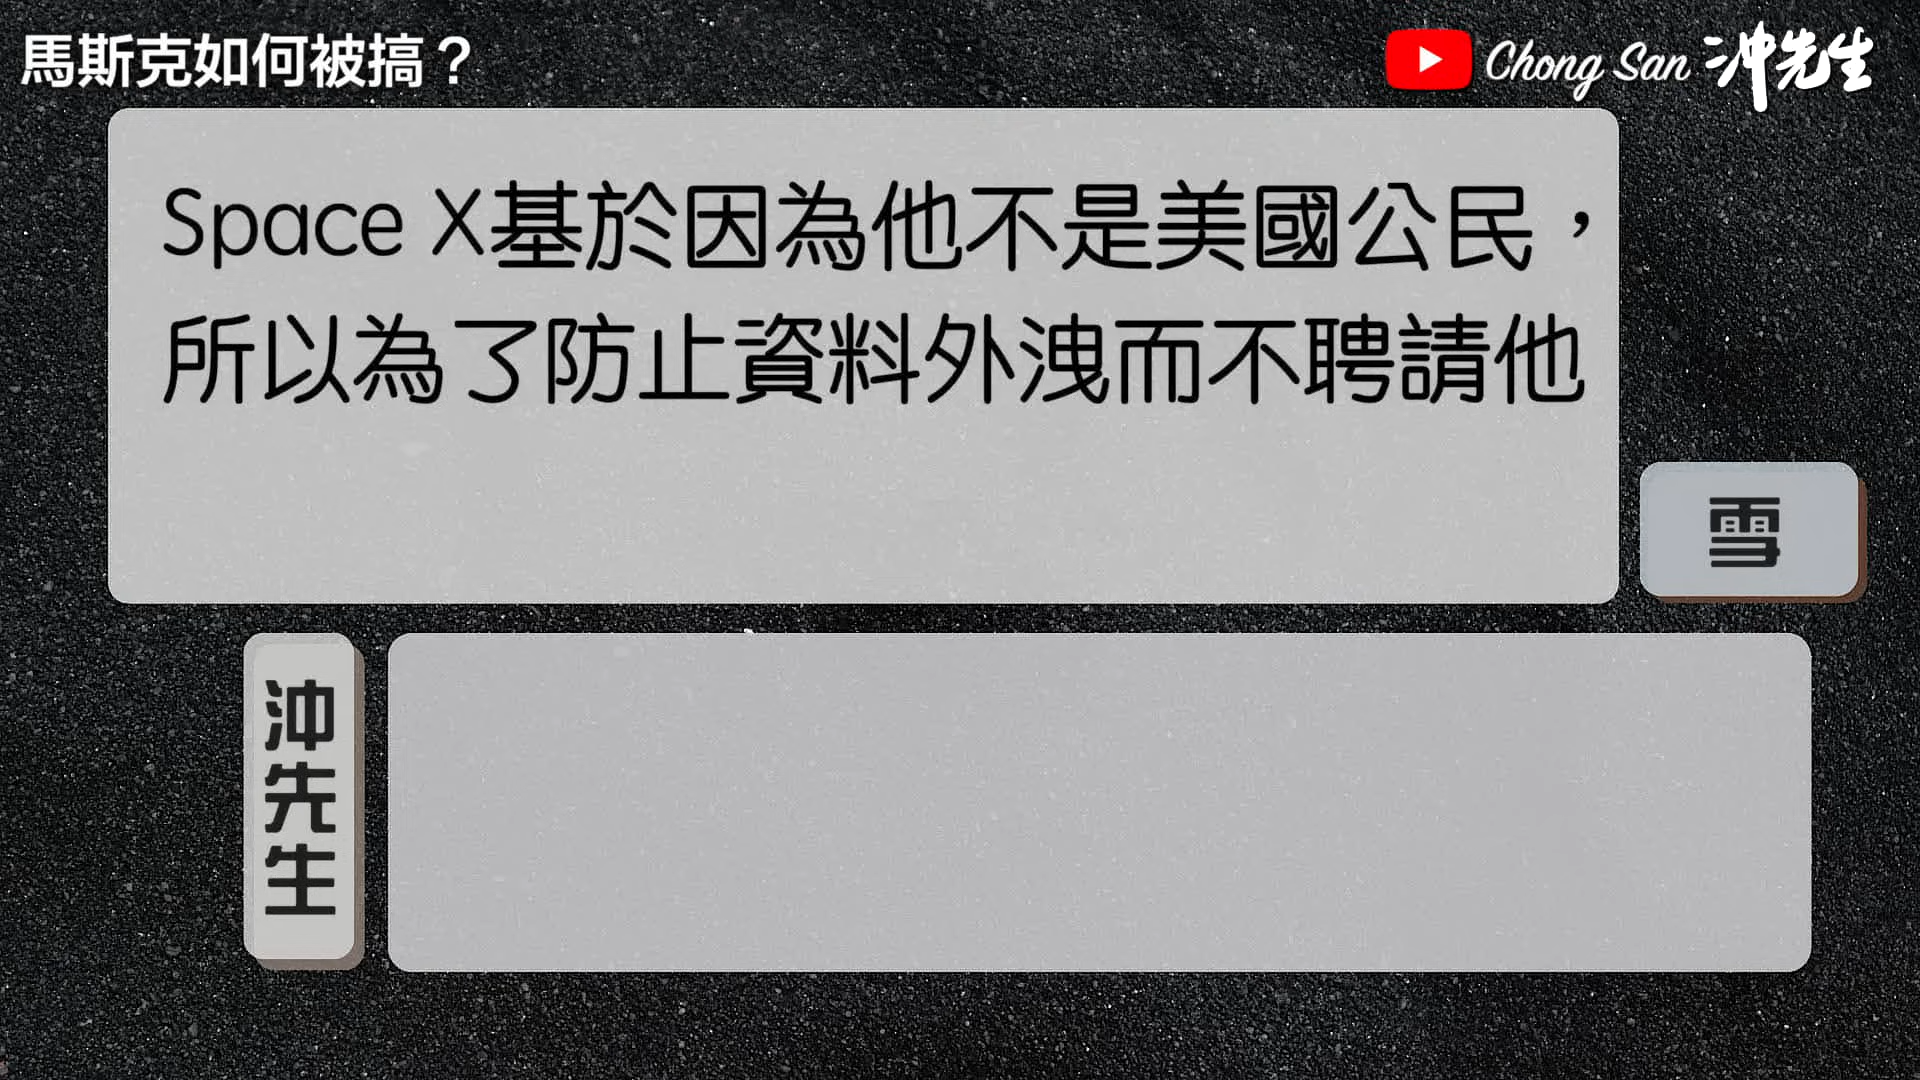 馬斯克如何被搞？
Chong San 沖先生
Space X基於因為他不是美國公民，
所以為了防止資料外洩而不聘請他
雪
沖先生